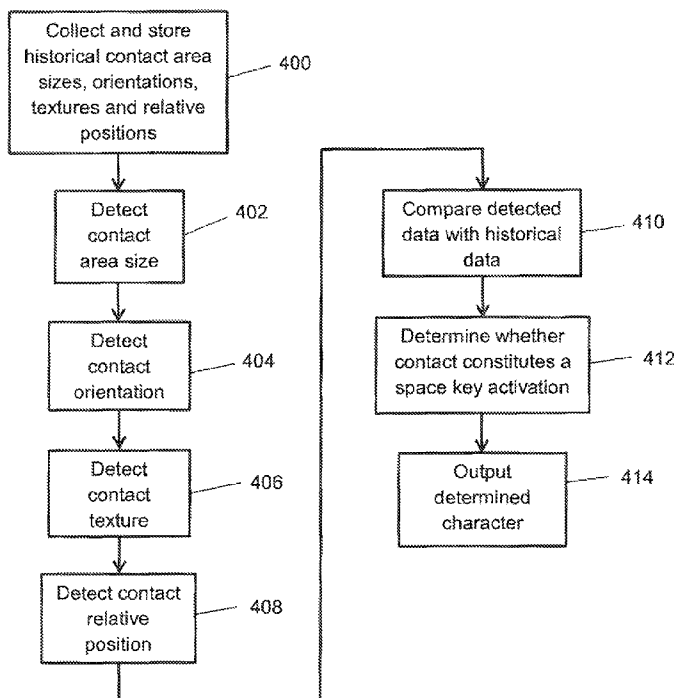 Collect and store
historical contact area
sizes, orientations,
textures and relative
positions
400
Detect
contact
area size
402
Detect
contact
orientation
404
Detect
contact
texture
406
Detect contact
relative
position
408
Compare detected
data with historical
data
410
Determine whether
contact constitutes a
space key activation
412
Output
determined
character
414